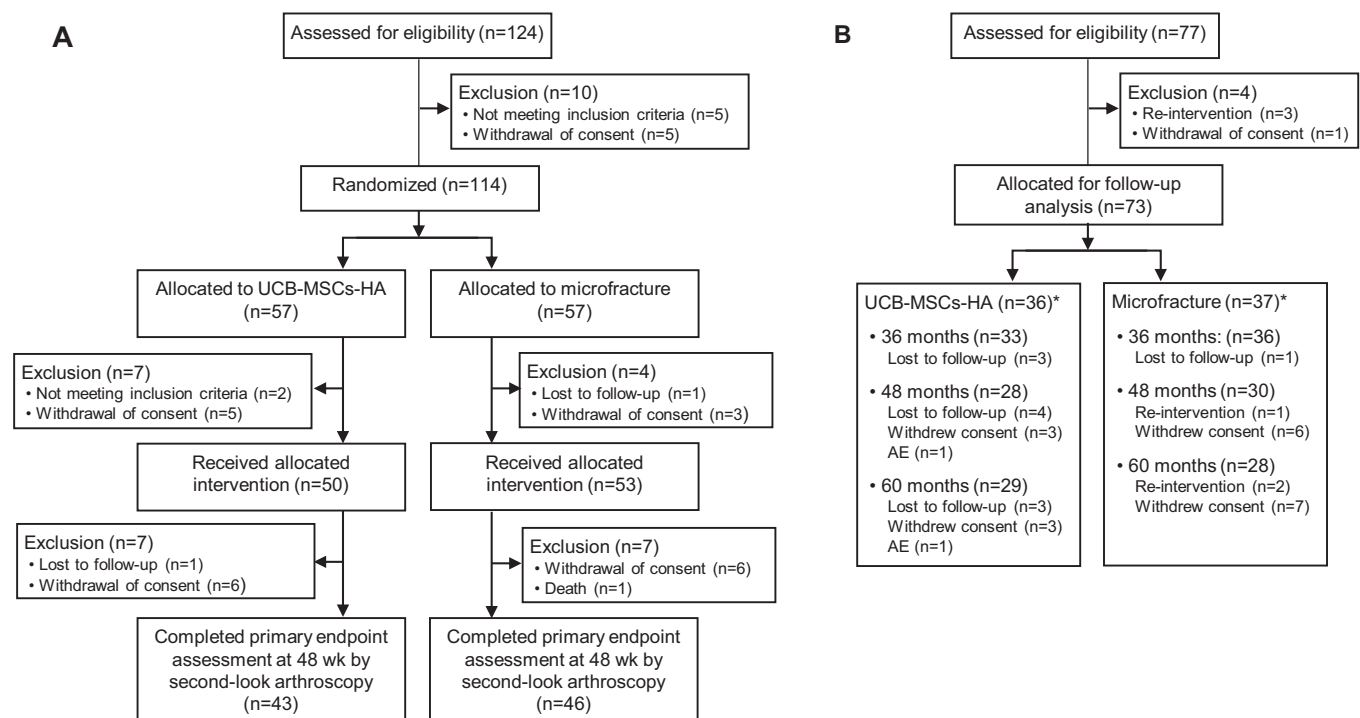 A
Assessed for eligibility (n=124)
Exclusion (n=10)
• Not meeting inclusion criteria (n=5)
• Withdrawal of consent (n=5)
Randomized (n=114)
Allocated to UCB-MSCs-HA
(n=57)
Allocated to microfracture
(n=57)
Exclusion (n=7)
• Not meeting inclusion criteria (n=2)
• Withdrawal of consent (n=5)
Exclusion (n=4)
• Lost to follow-up (n=1)
• Withdrawal of consent (n=3)
Received allocated
intervention (n=50)
Received allocated
intervention (n=53)
Exclusion (n=7)
• Lost to follow-up (n=1)
• Withdrawal of consent (n=6)
Exclusion (n=7)
• Withdrawal of consent (n=6)
• Death (n=1)
Completed primary endpoint
assessment at 48 wk by
second-look arthroscopy
(n=43)
Completed primary endpoint
assessment at 48 wk by
second-look arthroscopy
(n=46)
B
Assessed for eligibility (n=77)
Exclusion (n=4)
• Re-intervention (n=3)
• Withdrawal of consent (n=1)
Allocated for follow-up
analysis (n=73)
UCB-MSCs-HA (n=36)*
• 36 months (n=33)
Lost to follow-up (n=3)
• 48 months (n=28)
Lost to follow-up (n=4)
Withdrew consent (n=3)
AE (n=1)
• 60 months (n=29)
Lost to follow-up (n=3)
Withdrew consent (n=3)
AE (n=1)
Microfracture (n=37)*
• 36 months: (n=36)
Lost to follow-up (n=1)
• 48 months (n=30)
Re-intervention (n=1)
Withdrew consent (n=6)
• 60 months (n=28)
Re-intervention (n=2)
Withdrew consent (n=7)